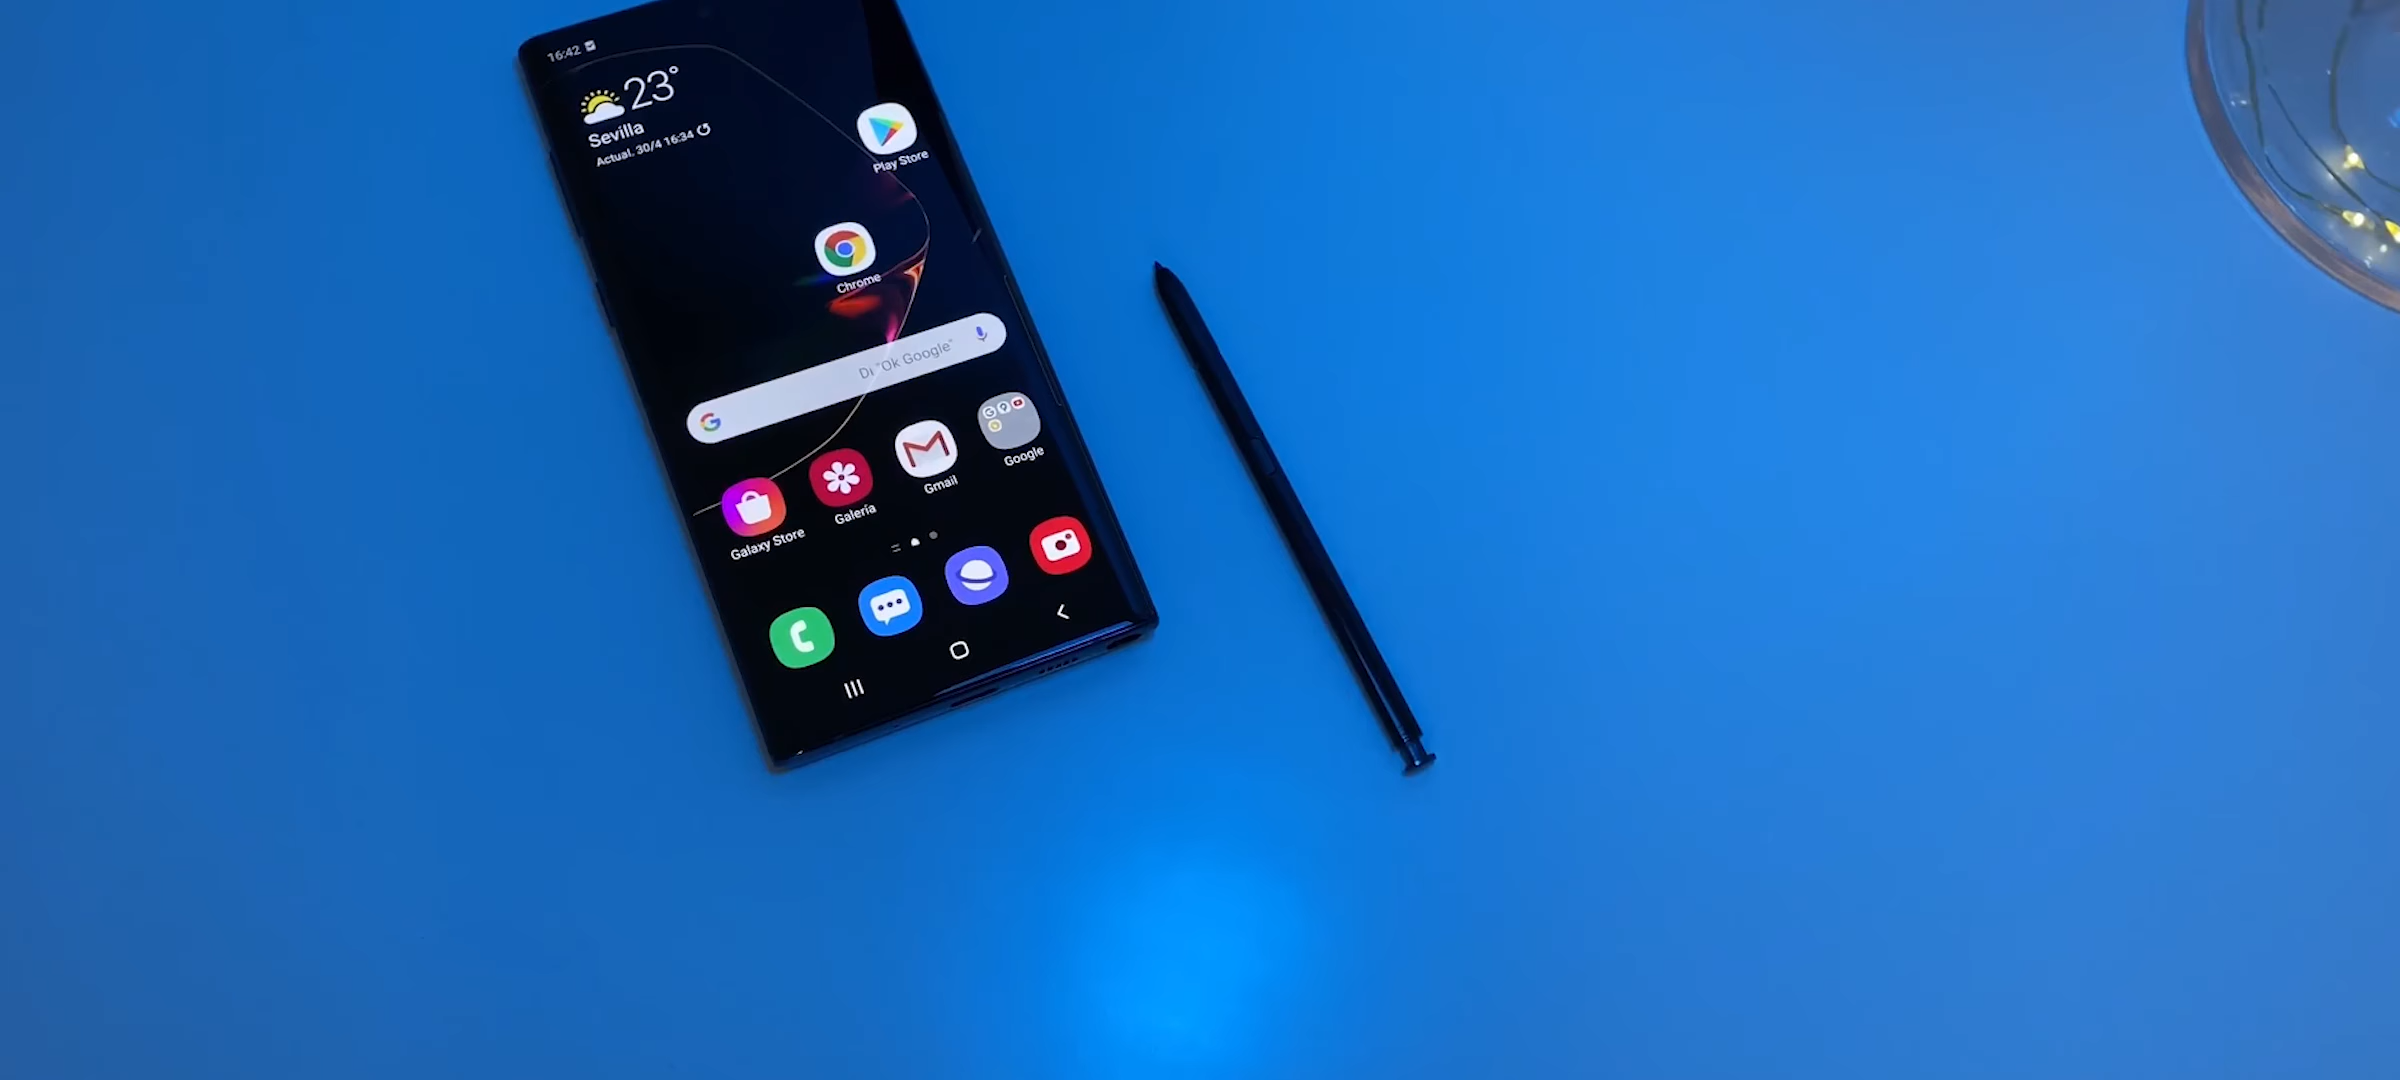 16:42
23°
Sevilla
Actual. 30/4 16:34
Play Store
Chrome
Di "Ok Google"
Galaxy Store
Galería
Gmail
Google